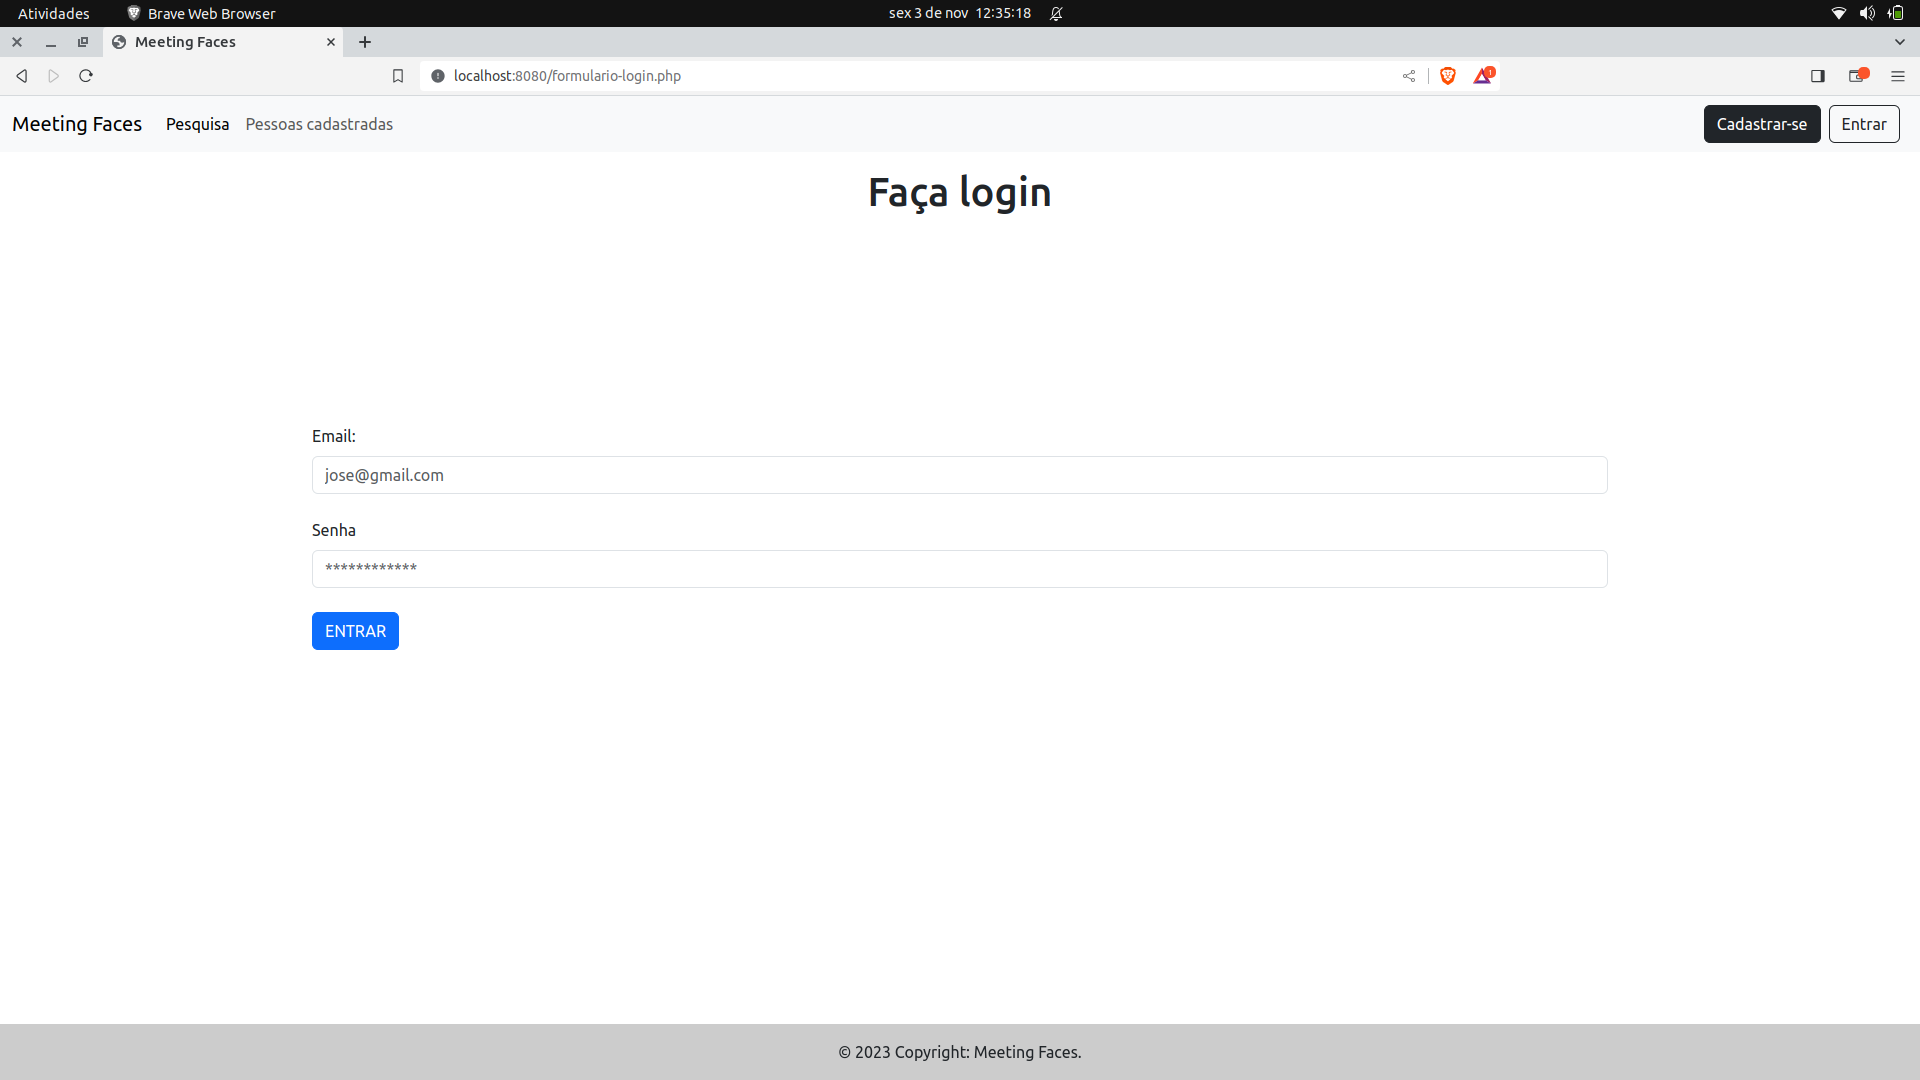 Atividades Brave Web Browser sex 3 de nov 12:35:18
Meeting Faces
localhost:8080/formulario-login.php 1
Meeting Faces Pesquisa Pessoas cadastradas Cadastrar-se Entrar
Faça login
Email:
jose@gmail.com
Senha
************
ENTRAR
© 2023 Copyright: Meeting Faces.